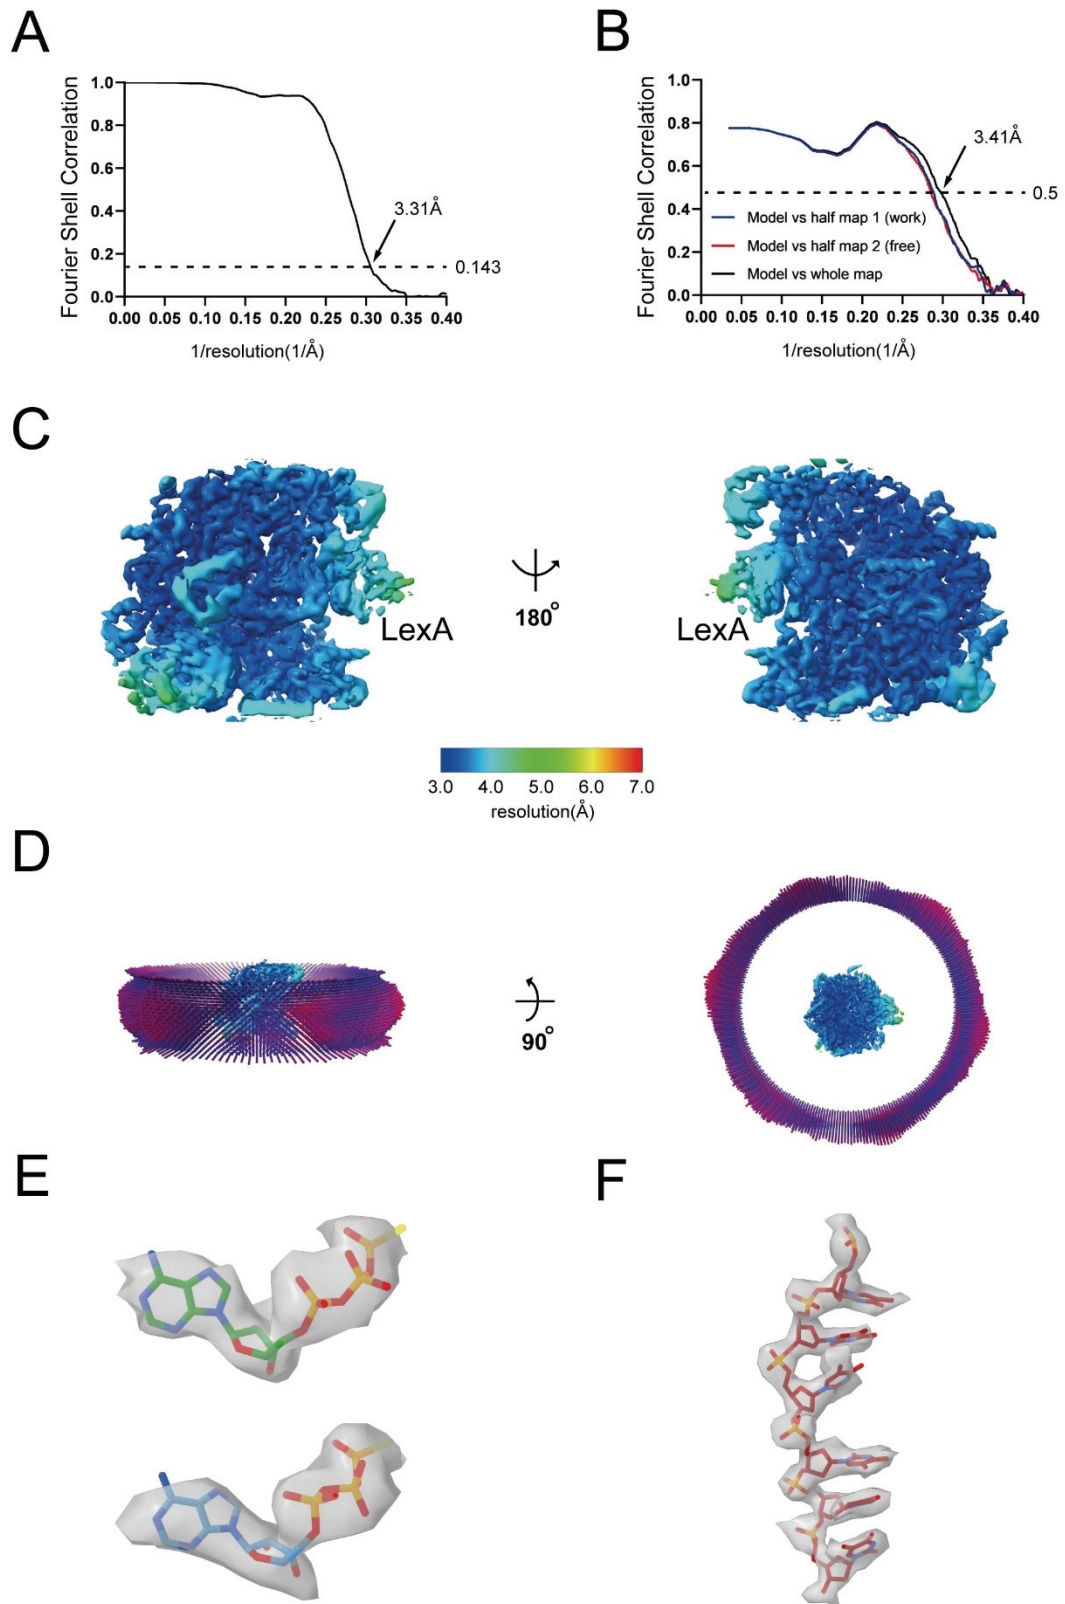 A
Fourier Shell Correlation
1.0
0.8
0.6
0.4
0.2
0.0
3.31Å
0.143
0.00 0.05 0.10 0.15 0.20 0.25 0.30 0.35 0.40
1/resolution(1/Å)
B
Fourier Shell Correlation
1.0
0.8
0.6
0.4
0.2
0.0
3.41Å
0.5
Model vs half map 1 (work)
Model vs half map 2 (free)
Model vs whole map
0.00 0.05 0.10 0.15 0.20 0.25 0.30 0.35 0.40
1/resolution(1/Å)
C
LexA
180°
LexA
3.0 4.0 5.0 6.0 7.0
resolution(Å)
D
90°
E
F